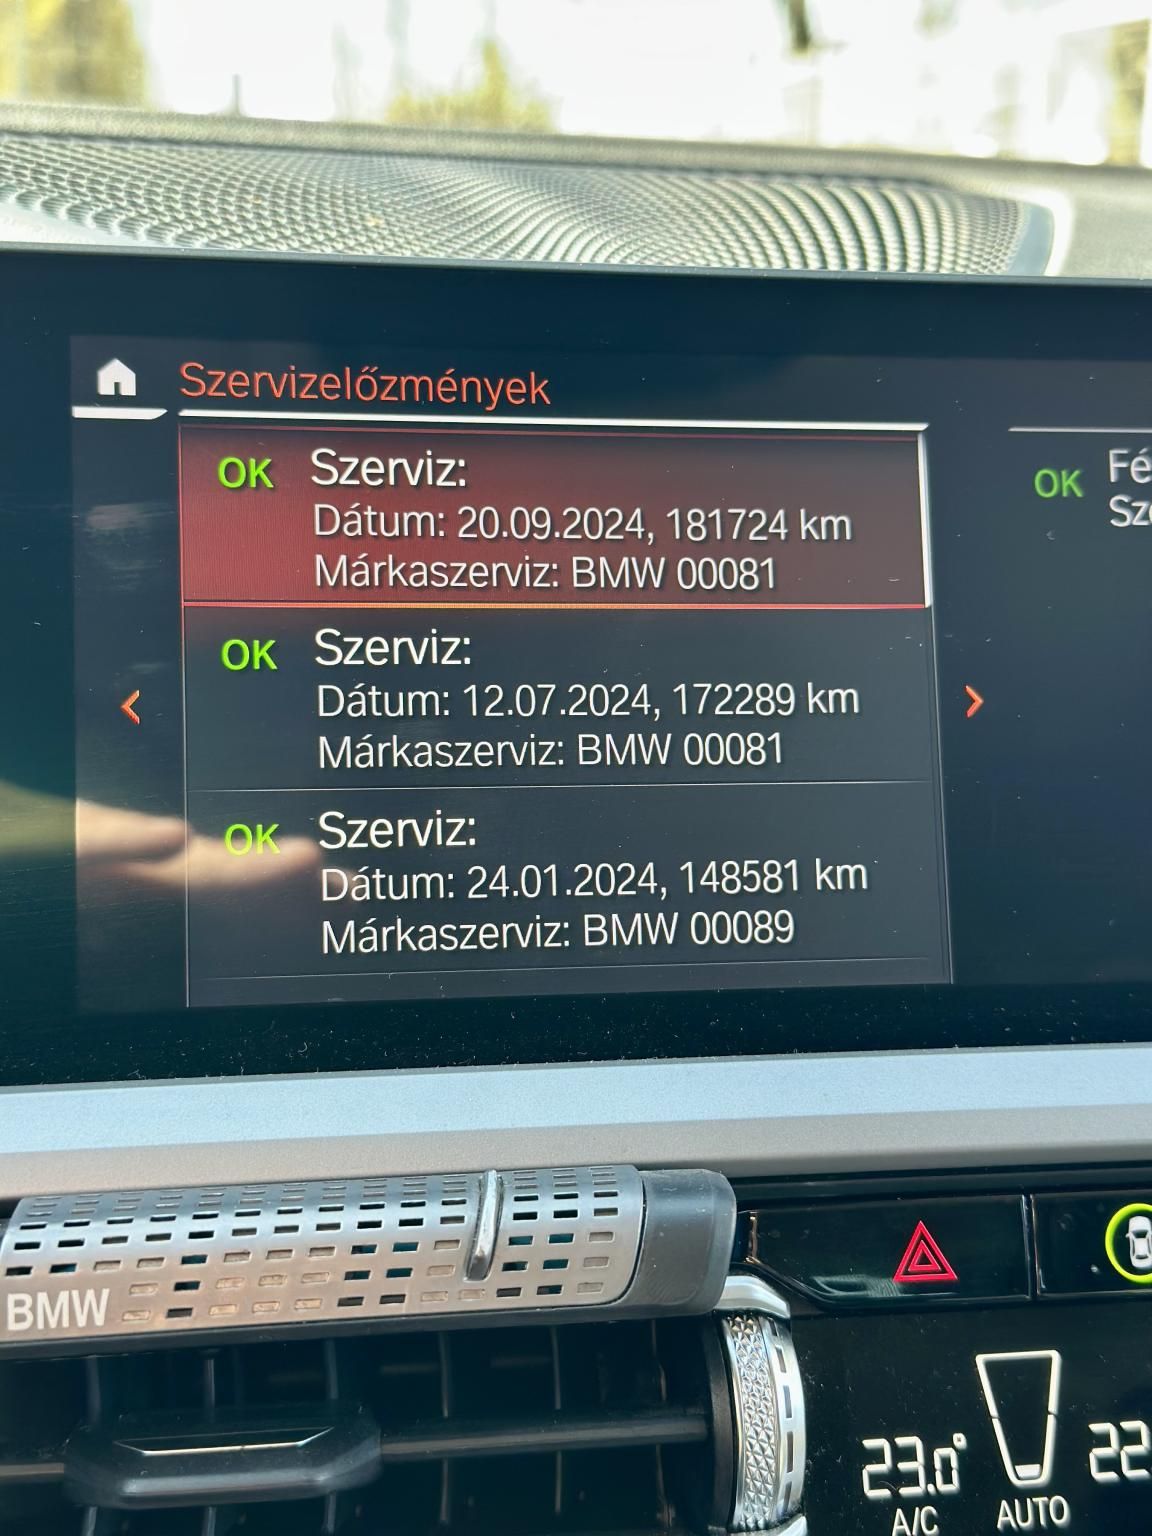 Szervizelőzmények
OK Szerviz:
Dátum: 20.09.2024, 181724 km
Márkaszerviz: BMW 00081
OK Szerviz:
Dátum: 12.07.2024, 172289 km
Márkaszerviz: BMW 00081
OK Szerviz:
Dátum: 24.01.2024, 148581 km
Márkaszerviz: BMW 00089
OK
BMW
23.0°
22
A/C
AUTO